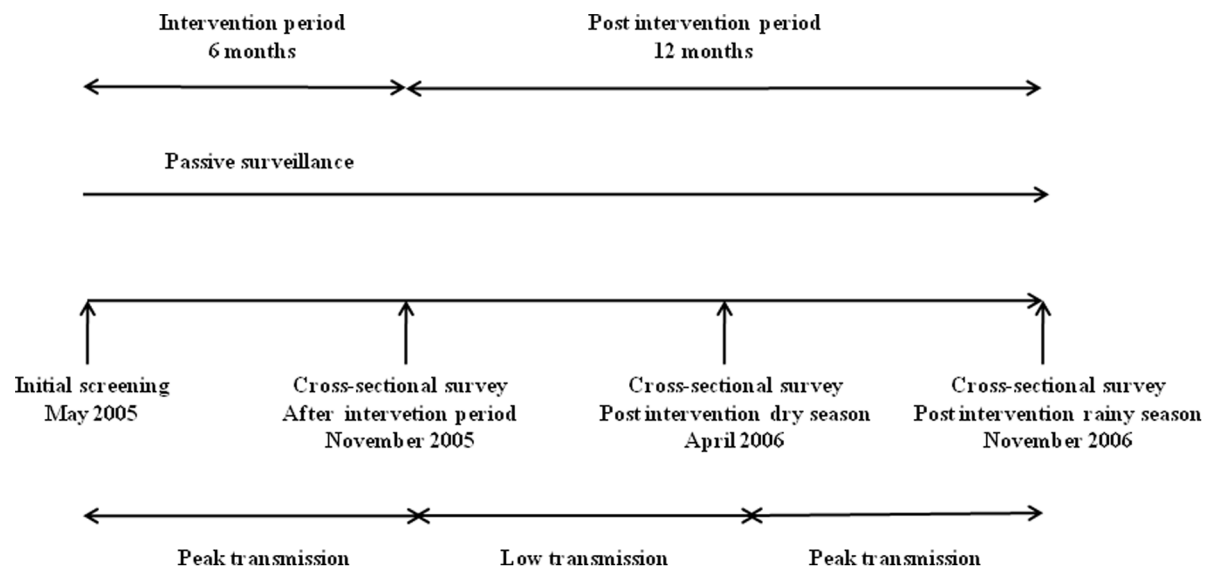 Intervention period
6 months
Post intervention period
12 months
Passive surveillance
Initial screening
May 2005
Cross-sectional survey
After intervetion period
November 2005
Cross-sectional survey
Post intervention dry season
April 2006
Cross-sectional survey
Post intervention rainy season
November 2006
Peak transmission
Low transmission
Peak transmission